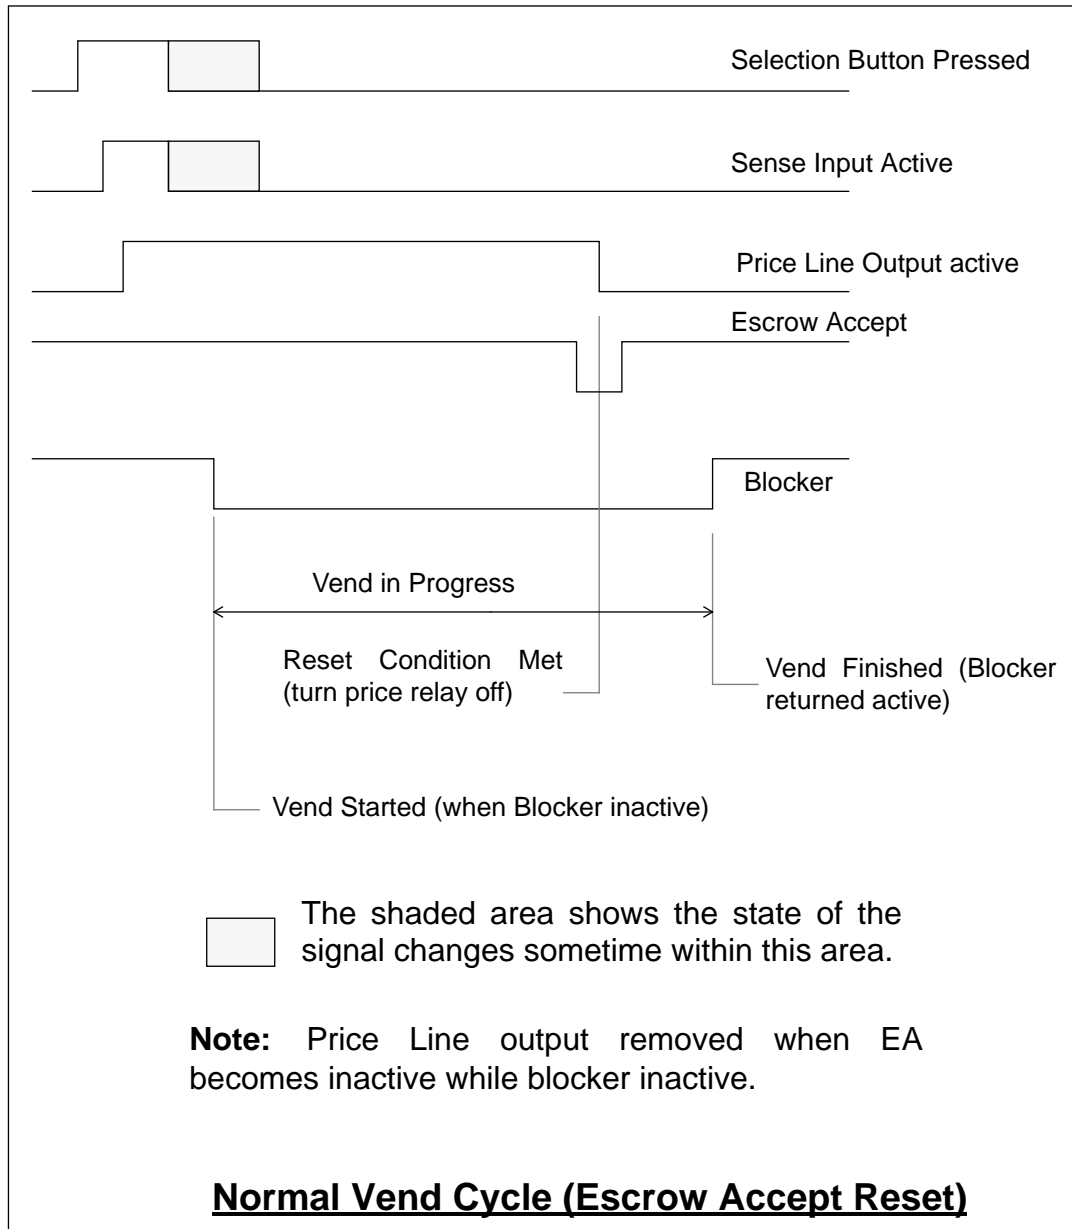 Selection Button Pressed
Sense Input Active
Price Line Output active
Escrow Accept
Blocker
Vend in Progress
Reset Condition Met
(turn price relay off)
Vend Finished (Blocker
returned active)
Vend Started (when Blocker inactive)
The shaded area shows the state of the
signal changes sometime within this area.
Note: Price Line output removed when EA
becomes inactive while blocker inactive.
Normal Vend Cycle (Escrow Accept Reset)